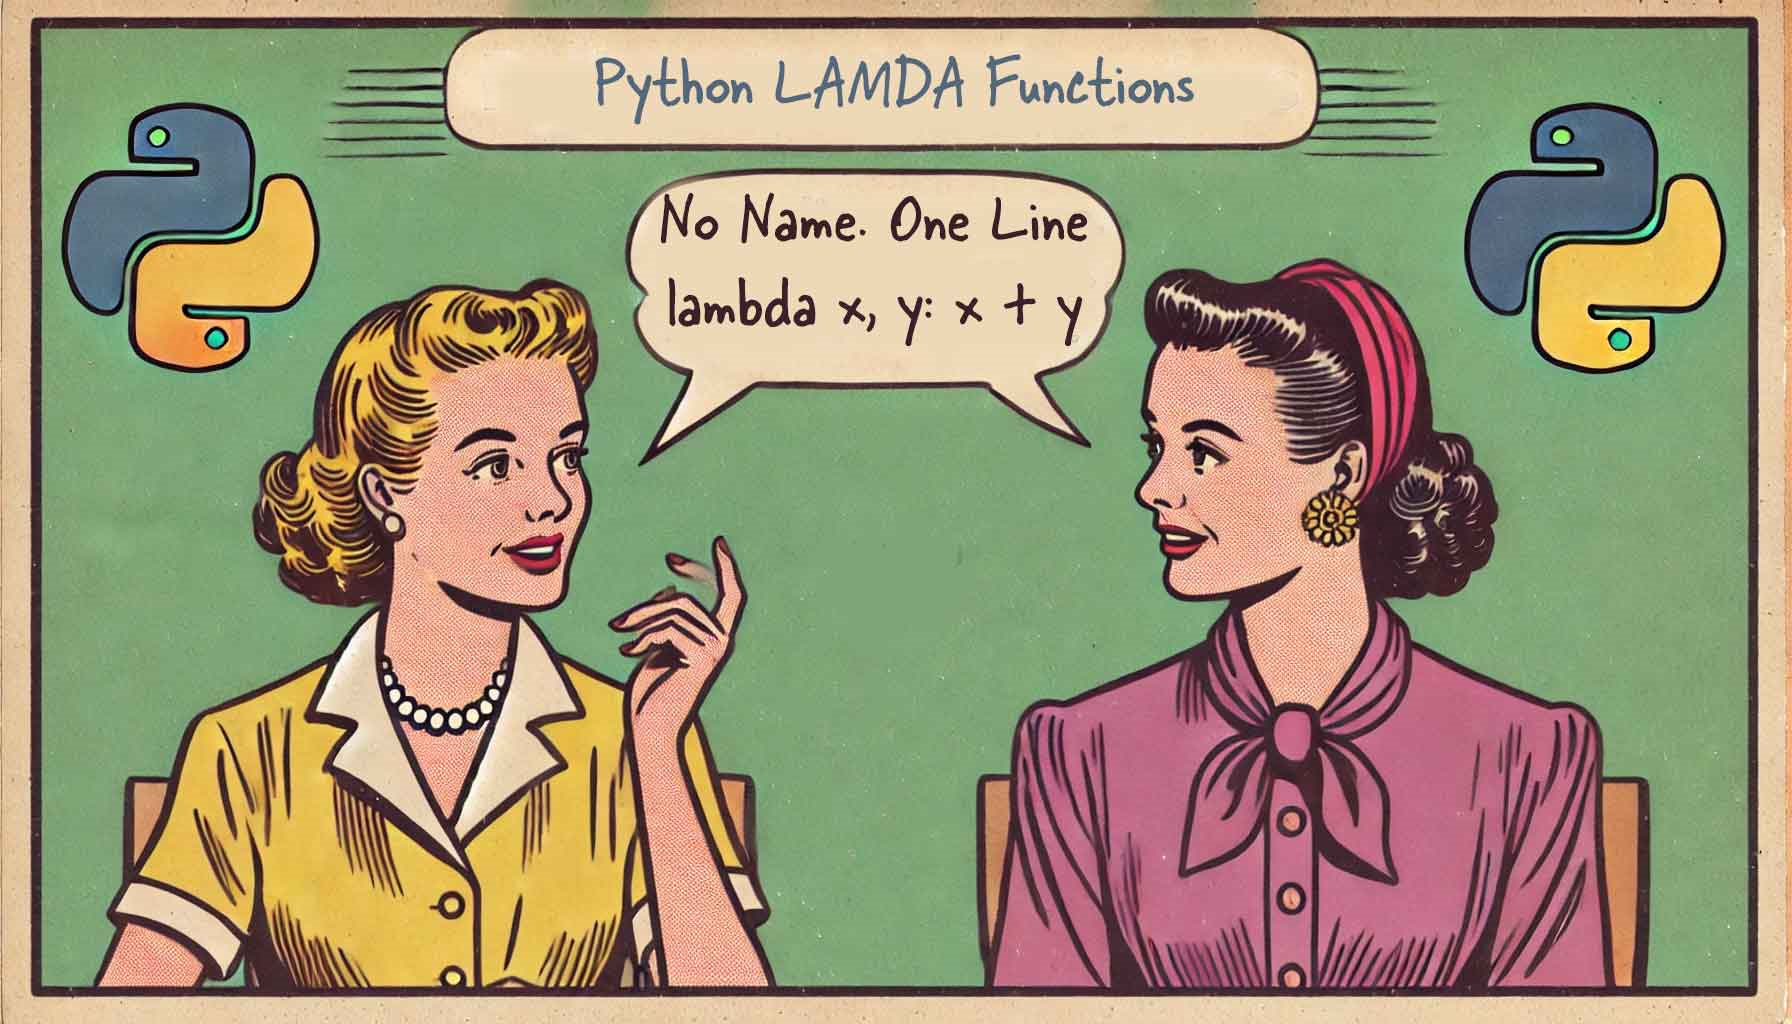 Python LAMDA Functions
No Name. One Line
lambda x, y: x + y